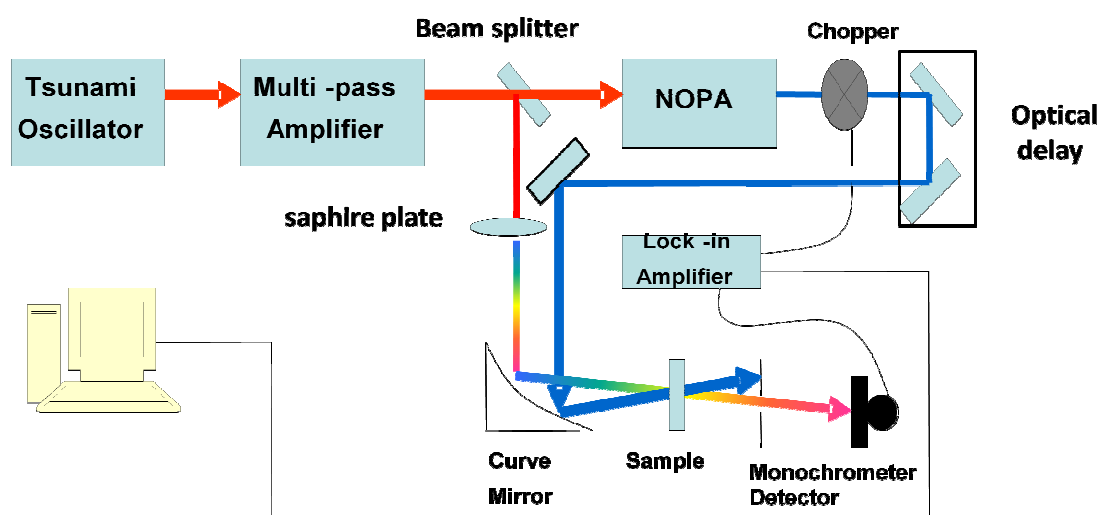 Beam splitter
Chopper
Tsunami
Oscillator
Multi -pass
Amplifier
NOPA
Optical
delay
saphIre plate
Lock -in
Amplifier
Curve
Mirror
Sample
Monochrometer
Detector